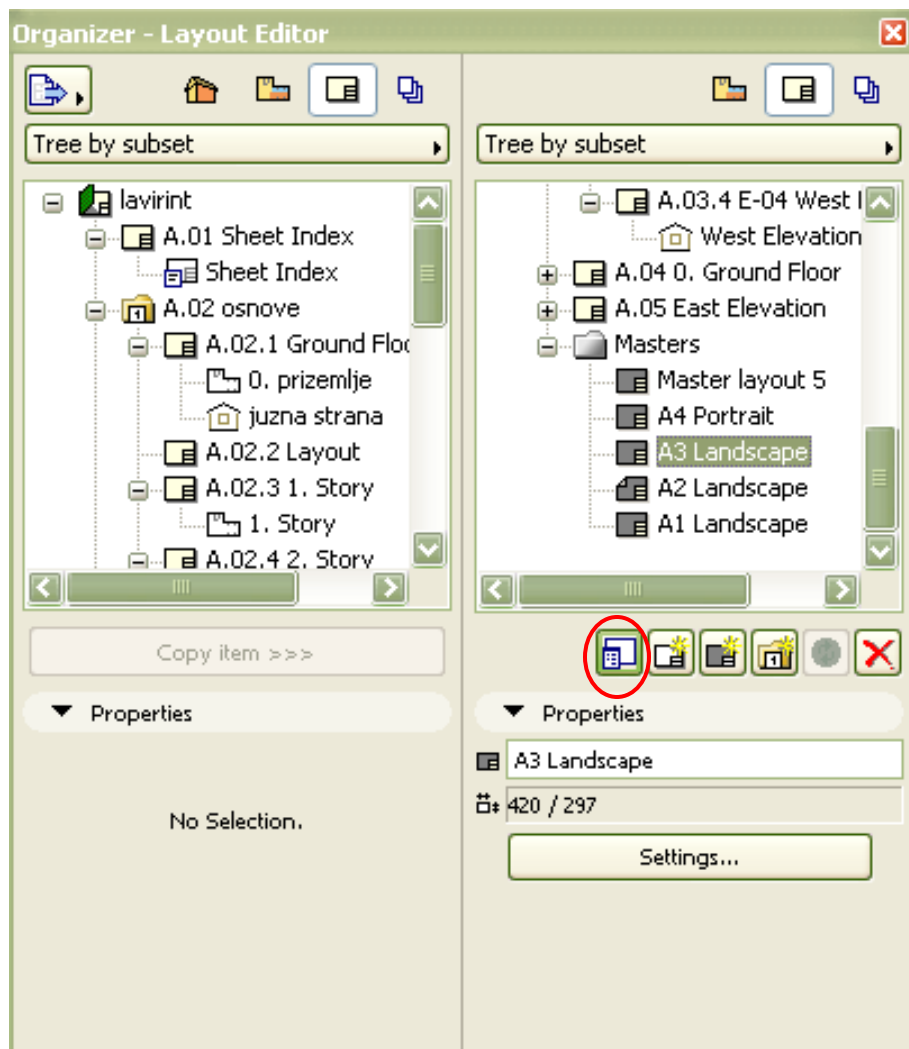 Organizer - Layout Editor
Tree by subset
lavirint
A.01 Sheet Index
Sheet Index
A.02 osnove
A.02.1 Ground Floo
0. prizemlje
juzna strana
A.02.2 Layout
A.02.3 1. Story
1. Story
A.02.4 2. Story
Copy item >>>
Properties
No Selection.
Tree by subset
A.03.4 E-04 West
West Elevation
A.04 0. Ground Floor
A.05 East Elevation
Masters
Master layout 5
A4 Portrait
A3 Landscape
A2 Landscape
A1 Landscape
Properties
A3 Landscape
420 / 297
Settings...